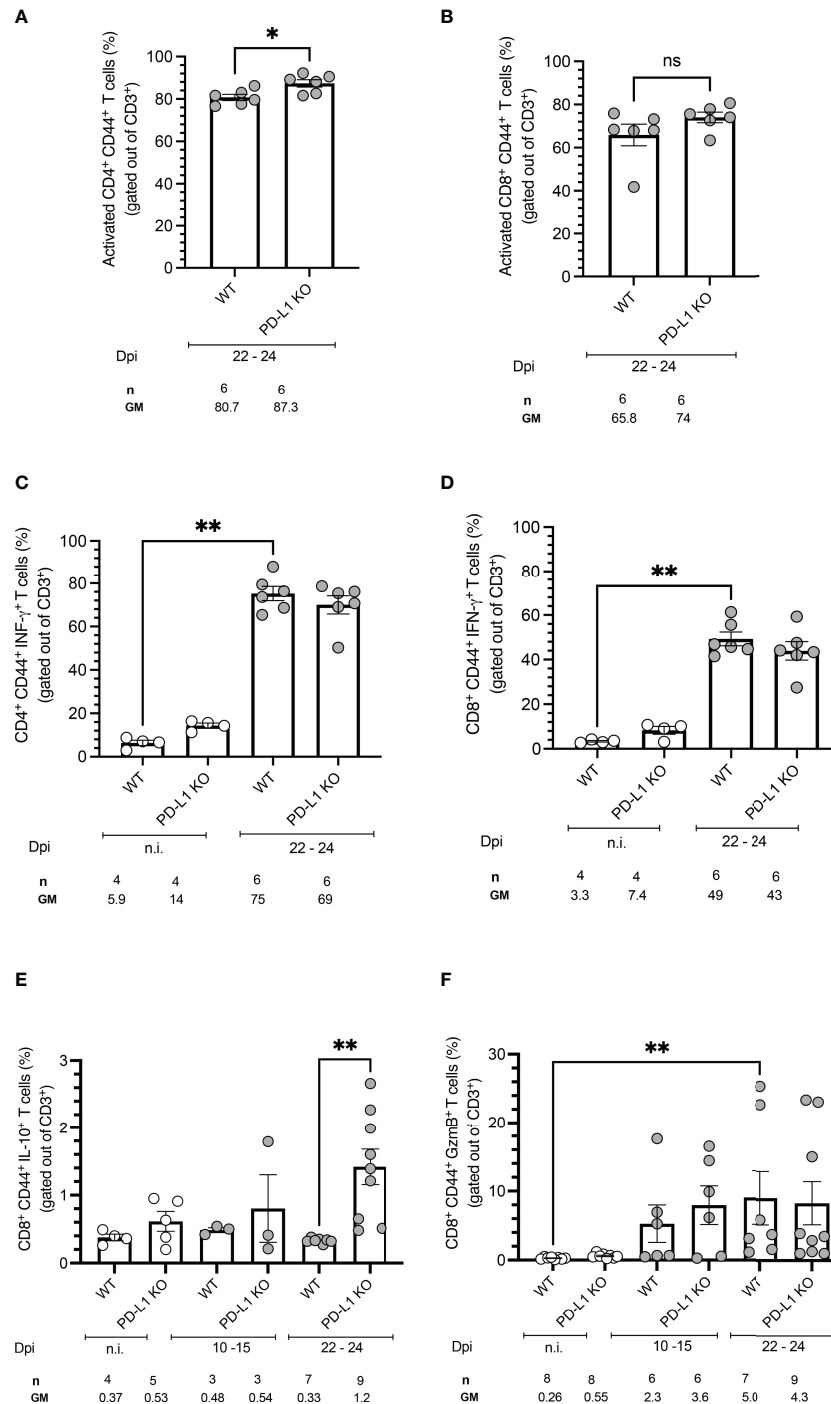 A
Activated CD4⁺ CD44⁺ T cells (%)
(gated out of CD3⁺)
100
80
60
40
20
0
*
WT
PD-L1 KO
Dpi
22 - 24
n 6 6
GM 80.7 87.3
B
Activated CD8⁺ CD44⁺ T cells (%)
(gated out of CD3⁺)
100
80
60
40
20
0
ns
WT
PD-L1 KO
Dpi
22 - 24
n 6 6
GM 65.8 74
C
CD4⁺ CD44⁺ INF-γ⁺ T cells (%)
(gated out of CD3⁺)
100
80
60
40
20
0
**
WT
PD-L1 KO
WT
PD-L1 KO
Dpi n.i. 22 - 24
n 4 4 6 6
GM 5.9 14 75 69
D
CD8⁺ CD44⁺ IFN-γ⁺ T cells (%)
(gated out of CD3⁺)
100
80
60
40
20
0
**
WT
PD-L1 KO
WT
PD-L1 KO
Dpi n.i. 22 - 24
n 4 4 6 6
GM 3.3 7.4 49 43
E
CD8⁺ CD44⁺ IL-10⁺ T cells (%)
(gated out of CD3⁺)
3
2
1
0
**
WT
PD-L1 KO
WT
PD-L1 KO
WT
PD-L1 KO
Dpi n.i. 10 -15 22 - 24
n 4 5 3 3 7 9
GM 0.37 0.53 0.48 0.54 0.33 1.2
F
CD8⁺ CD44⁺ GzmB⁺ T cells (%)
(gated out of CD3⁺)
30
20
10
0
**
WT
PD-L1 KO
WT
PD-L1 KO
WT
PD-L1 KO
Dpi n.i. 10-15 22 - 24
n 8 8 6 6 7 9
GM 0.26 0.55 2.3 3.6 5.0 4.3